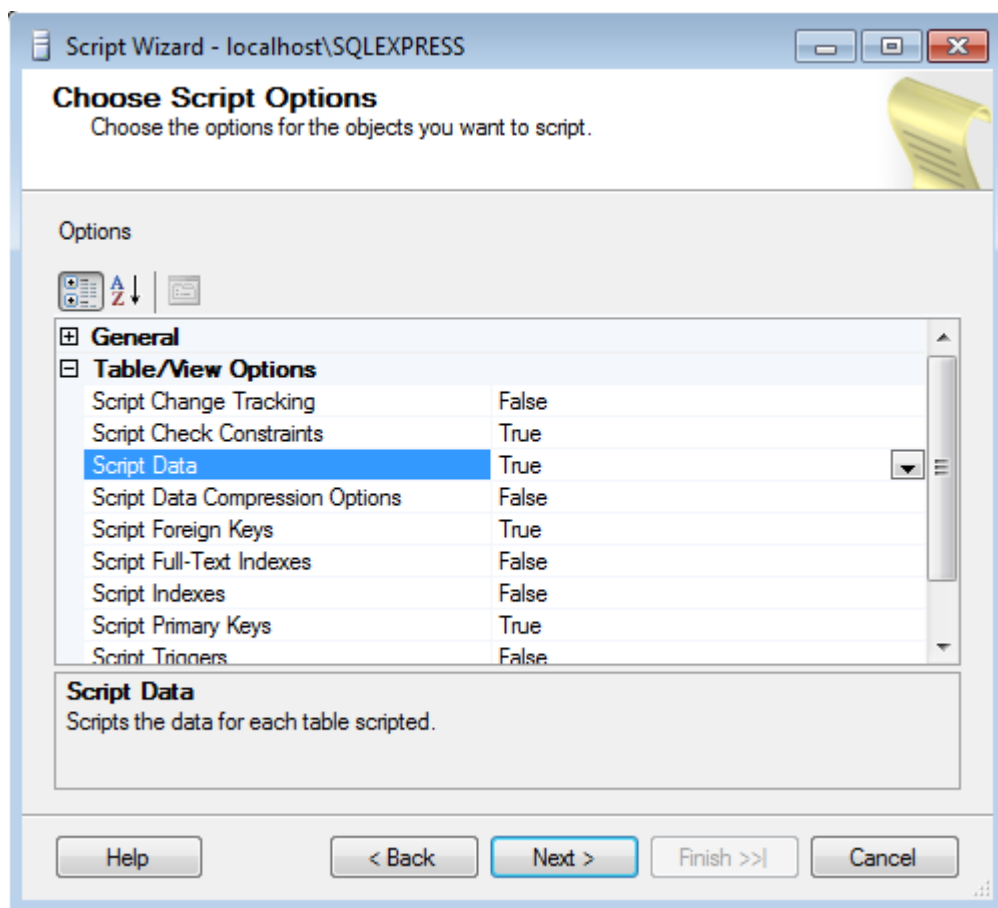 Script Wizard - localhost\SQLEXPRESS
Choose Script Options
Choose the options for the objects you want to script.
Options
A
Z
General
Table/View Options
Script Change Tracking False
Script Check Constraints True
Script Data True
Script Data Compression Options False
Script Foreign Keys True
Script Full-Text Indexes False
Script Indexes False
Script Primary Keys True
Script Triggers False
Script Data
Scripts the data for each table scripted.
Help < Back Next > Finish >>| Cancel